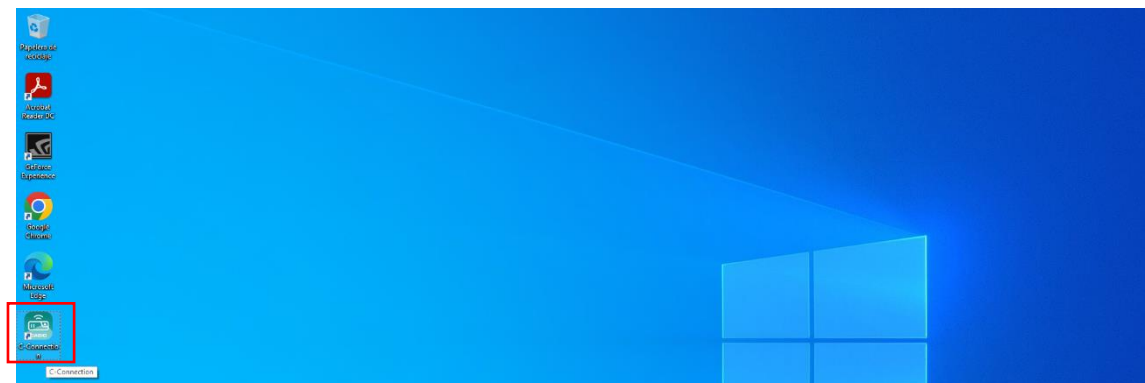 Papelera de
reciclaje
Acrobat
Reader DC
GeForce
Experience
Google
Chrome
Microsoft
Edge
C-Connectio
n
C-Connection